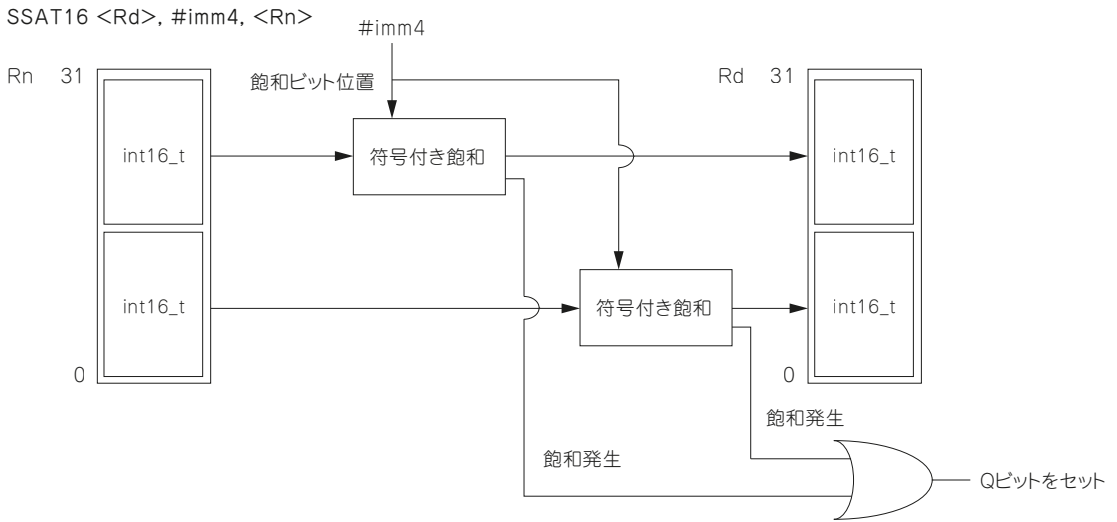 SSAT16 <Rd>, #imm4, <Rn>
#imm4
Rn 31
飽和ビット位置
Rd 31
int16_t
符号付き飽和
int16_t
int16_t
符号付き飽和
int16_t
0
0
飽和発生
飽和発生
Qビットをセット